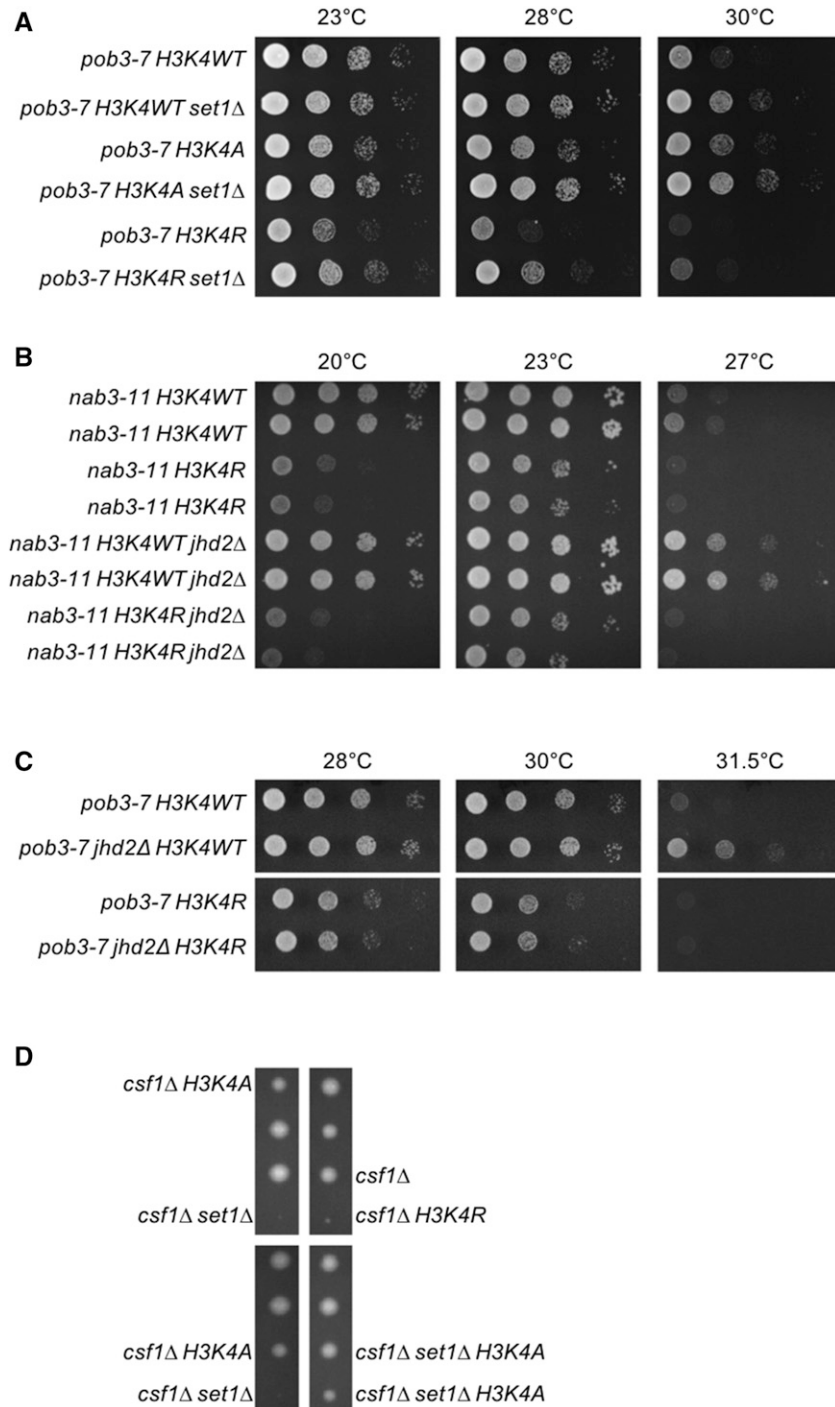 A
23°C 28°C 30°C
pob3-7 H3K4WT
pob3-7 H3K4WT set1Δ
pob3-7 H3K4A
pob3-7 H3K4A set1Δ
pob3-7 H3K4R
pob3-7 H3K4R set1Δ
B
20°C 23°C 27°C
nab3-11 H3K4WT
nab3-11 H3K4WT
nab3-11 H3K4R
nab3-11 H3K4R
nab3-11 H3K4WT jhd2Δ
nab3-11 H3K4WT jhd2Δ
nab3-11 H3K4R jhd2Δ
nab3-11 H3K4R jhd2Δ
C
28°C 30°C 31.5°C
pob3-7 H3K4WT
pob3-7 jhd2Δ H3K4WT
pob3-7 H3K4R
pob3-7 jhd2Δ H3K4R
D
csf1Δ H3K4A
csf1Δ
csf1Δ set1Δ csf1Δ H3K4R
csf1Δ H3K4A csf1Δ set1Δ H3K4A
csf1Δ set1Δ csf1Δ set1Δ H3K4A